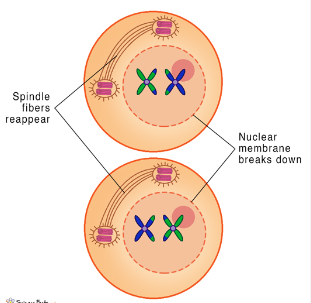 Spindle
fibers
reappear
Nuclear
membrane
breaks down